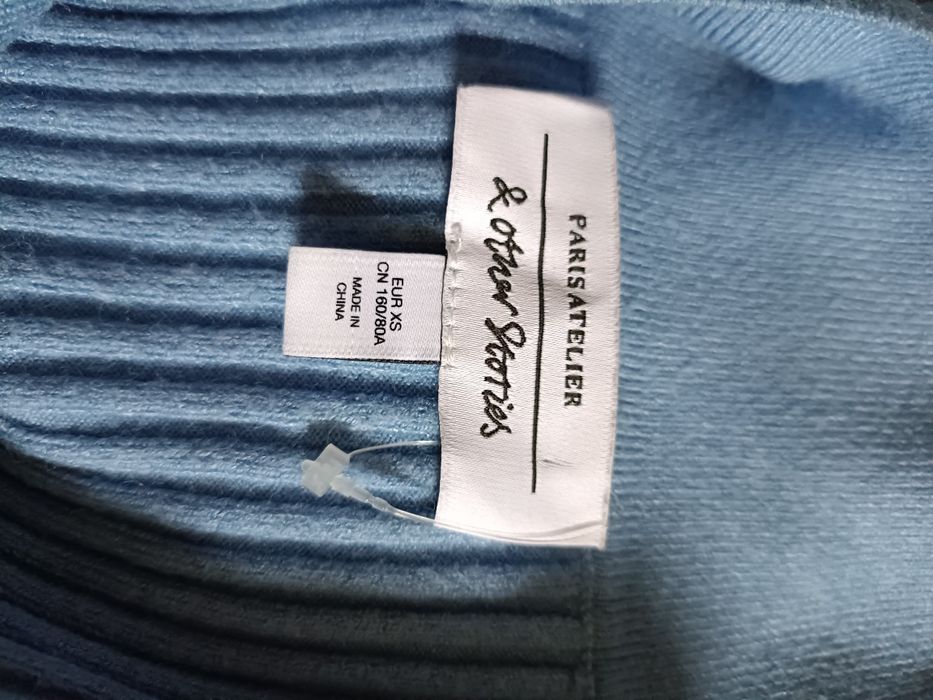 PARIS ATELIER
& other Stories
EUR XS
CN 160/80A
MADE IN
CHINA